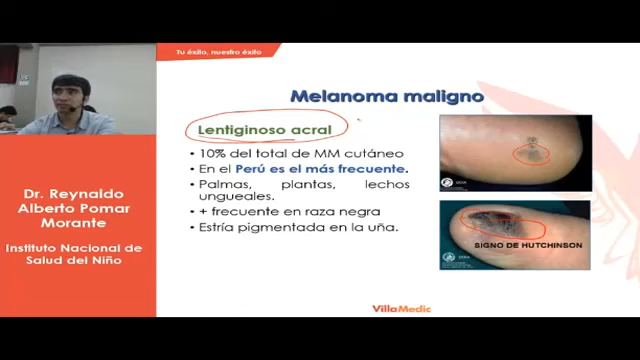 Tu éxito, nuestro éxito
Melanoma maligno
Lentiginoso acral
• 10% del total de MM cutáneo
• En el Perú es el más frecuente.
• Palmas, plantas, lechos
ungueales.
• + frecuente en raza negra
• Estría pigmentada en la uña.
SIGNO DE HUTCHINSON
Dr. Reynaldo
Alberto Pomar
Morante
Instituto Nacional de
Salud del Niño
VillaMedic